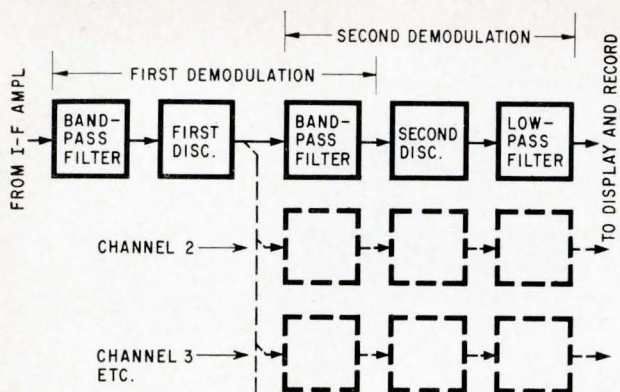 SECOND DEMODULATION
FIRST DEMODULATION
FROM I-F AMPL
BAND-
PASS
FILTER
FIRST
DISC.
BAND-
PASS
FILTER
SECOND
DISC.
LOW-
PASS
FILTER
TO DISPLAY AND RECORD
CHANNEL 2
CHANNEL 3
ETC.